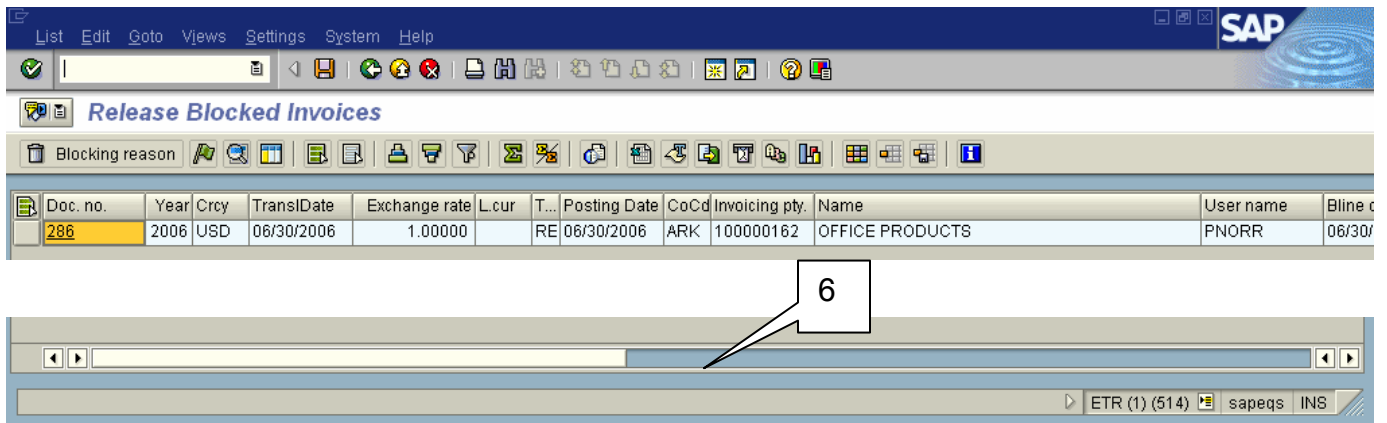 List Edit Goto Views Settings System Help
SAP
Release Blocked Invoices
Blocking reason
Doc. no. Year Crcy TranslDate Exchange rate L.cur T... Posting Date CoCd Invoicing pty. Name User name Bline d
286 2006 USD 06/30/2006 1.00000 RE 06/30/2006 ARK 100000162 OFFICE PRODUCTS PNORR 06/30/
6
ETR (1) (514) sapeqs INS